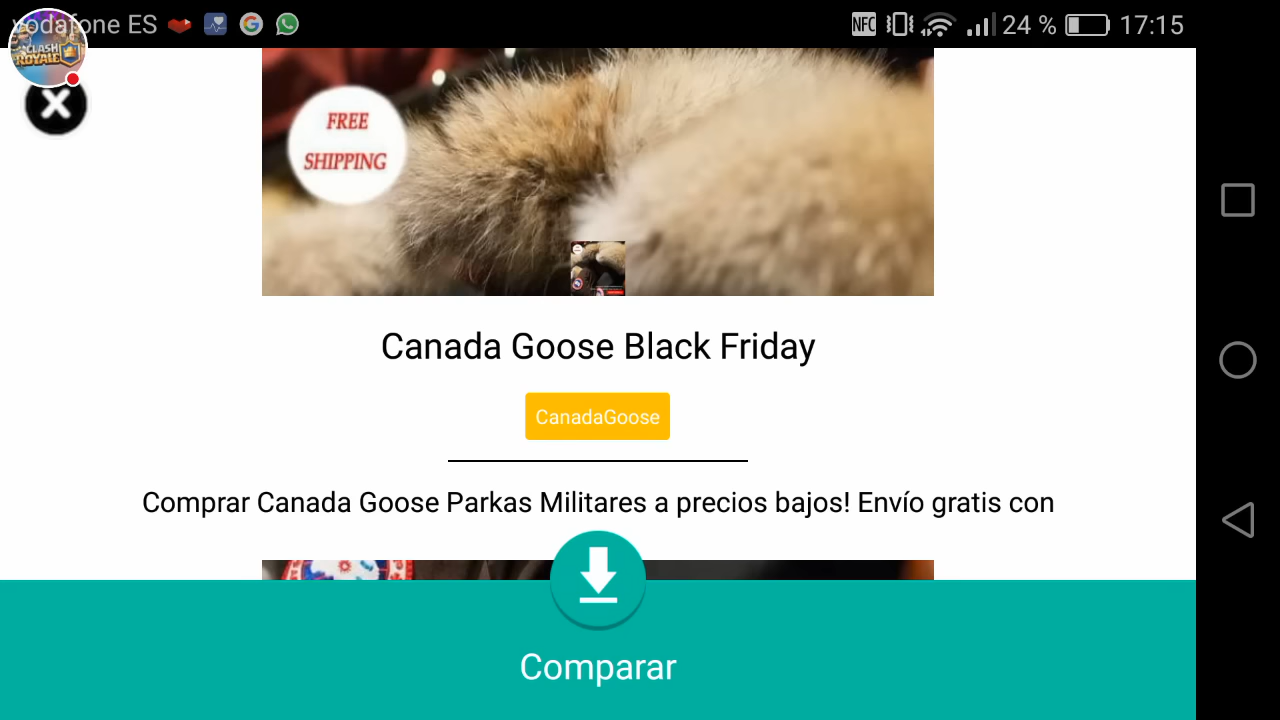 vodafone ES
NFC
24 %
17:15
CLASH
ROYALE
FREE
SHIPPING
Canada Goose Black Friday
CanadaGoose
Comprar Canada Goose Parkas Militares a precios bajos! Envío gratis con
Comparar